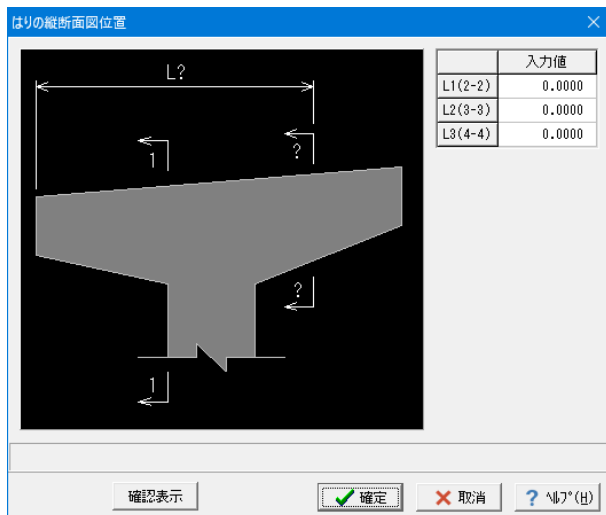 はりの縦断面図位置
L?
1
?
?
1
入力値
L1(2-2) 0.0000
L2(3-3) 0.0000
L3(4-4) 0.0000
確認表示
確定
取消
? ﾍﾙﾌﾟ(H)